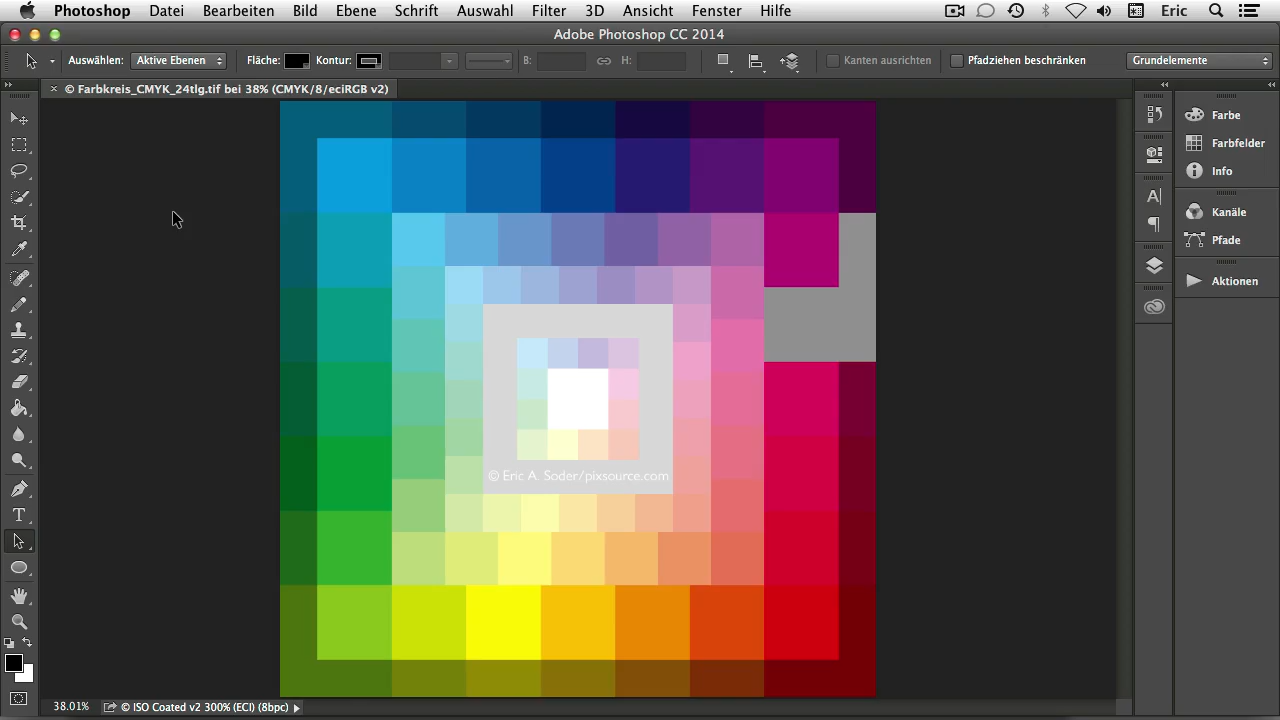 Photoshop Datei Bearbeiten Bild Ebene Schrift Auswahl Filter 3D Ansicht Fenster Hilfe Eric
Adobe Photoshop CC 2014
Auswählen: Aktive Ebenen Fläche: Kontur: B: H: Kanten ausrichten Pfadziehen beschränken Grundelemente
© Farbkreis_CMYK_24tlg.tif bei 38% (CMYK/8/eciRGB v2)
Farbe
Farbfelder
Info
Kanäle
Pfade
Aktionen
© Eric A. Soder/pixsource.com
38.01% © ISO Coated v2 300% (ECI) (8bpc)